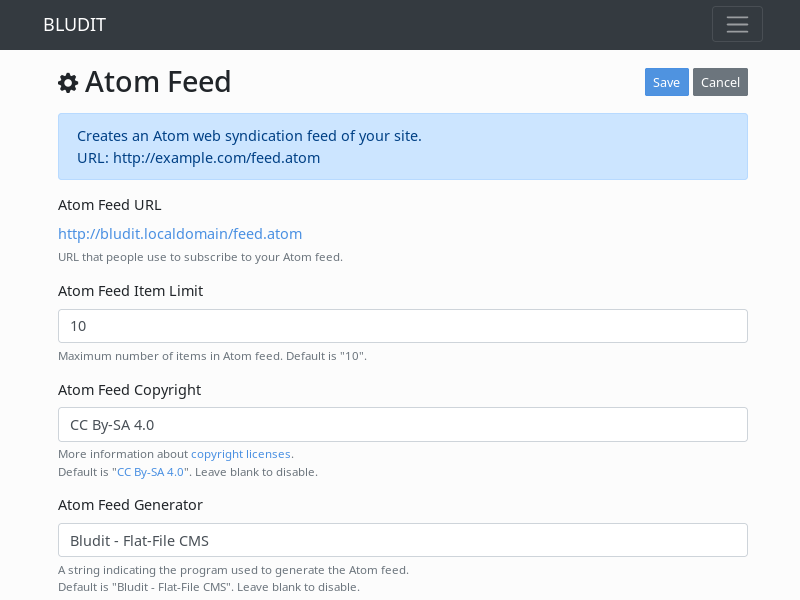 BLUDIT
Atom Feed
Save
Cancel
Creates an Atom web syndication feed of your site.
URL: http://example.com/feed.atom
Atom Feed URL
http://bludit.localdomain/feed.atom
URL that people use to subscribe to your Atom feed.
Atom Feed Item Limit
10
Maximum number of items in Atom feed. Default is "10".
Atom Feed Copyright
CC By-SA 4.0
More information about copyright licenses.
Default is "CC By-SA 4.0". Leave blank to disable.
Atom Feed Generator
Bludit - Flat-File CMS
A string indicating the program used to generate the Atom feed.
Default is "Bludit - Flat-File CMS". Leave blank to disable.